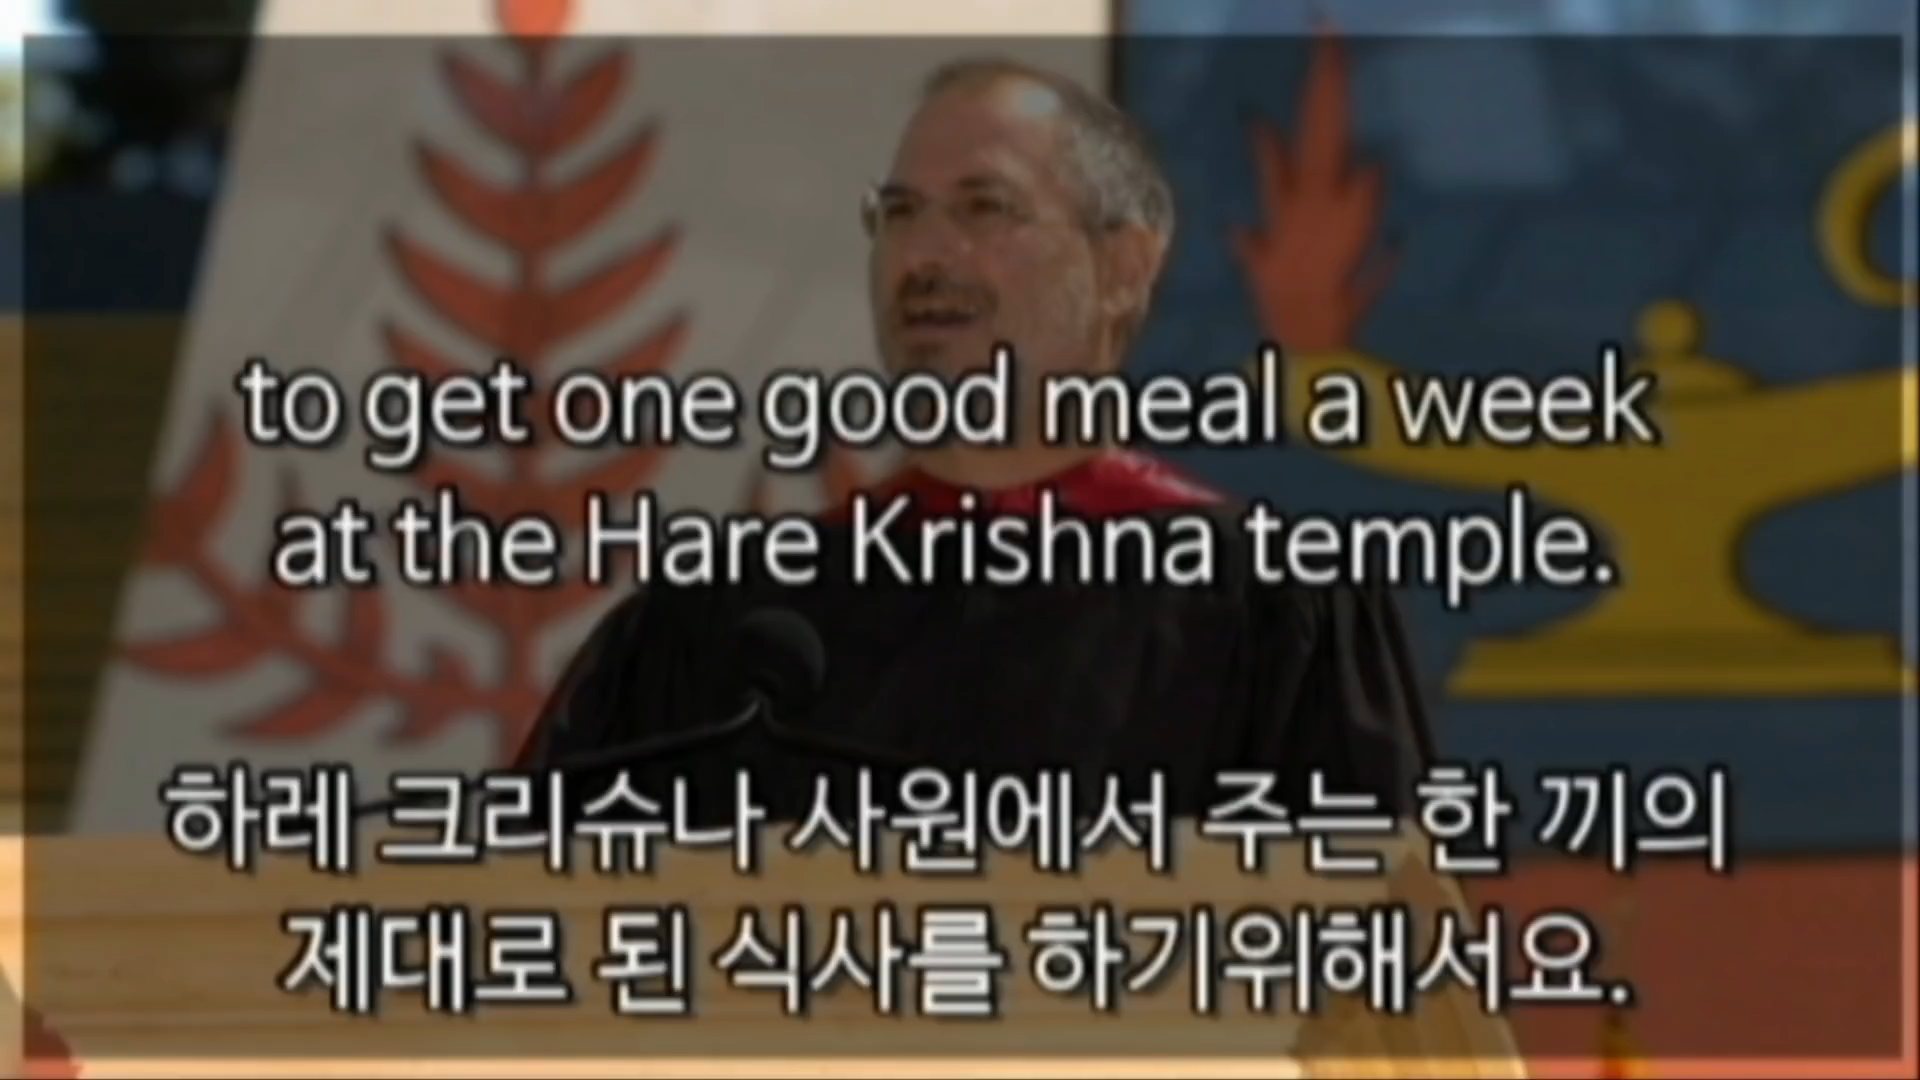 to get one good meal a week
at the Hare Krishna temple.
하레 크리슈나 사원에서 주는 한 끼의
제대로 된 식사를 하기위해서요.